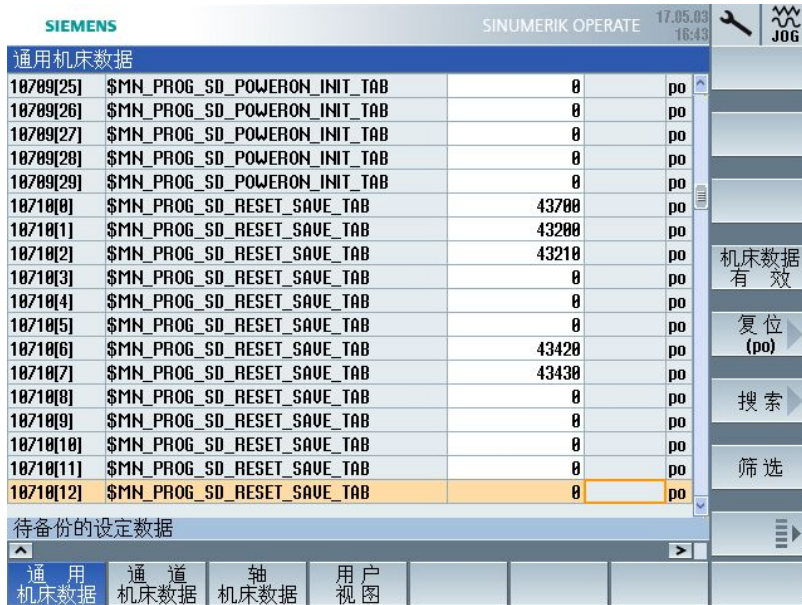 SIEMENS SINUMERIK OPERATE 17.05.03 16:43 JOG
通用机床数据
10709[25] $MN_PROG_SD_POWERON_INIT_TAB 0 po
10709[26] $MN_PROG_SD_POWERON_INIT_TAB 0 po
10709[27] $MN_PROG_SD_POWERON_INIT_TAB 0 po
10709[28] $MN_PROG_SD_POWERON_INIT_TAB 0 po
10709[29] $MN_PROG_SD_POWERON_INIT_TAB 0 po
10710[0] $MN_PROG_SD_RESET_SAVE_TAB 43700 po
10710[1] $MN_PROG_SD_RESET_SAVE_TAB 43200 po
10710[2] $MN_PROG_SD_RESET_SAVE_TAB 43210 po
10710[3] $MN_PROG_SD_RESET_SAVE_TAB 0 po
10710[4] $MN_PROG_SD_RESET_SAVE_TAB 0 po
10710[5] $MN_PROG_SD_RESET_SAVE_TAB 0 po
10710[6] $MN_PROG_SD_RESET_SAVE_TAB 43420 po
10710[7] $MN_PROG_SD_RESET_SAVE_TAB 43430 po
10710[8] $MN_PROG_SD_RESET_SAVE_TAB 0 po
10710[9] $MN_PROG_SD_RESET_SAVE_TAB 0 po
10710[10] $MN_PROG_SD_RESET_SAVE_TAB 0 po
10710[11] $MN_PROG_SD_RESET_SAVE_TAB 0 po
10710[12] $MN_PROG_SD_RESET_SAVE_TAB 0 po
待备份的设定数据
机床数据
有 效
复位
(po)
搜索
筛选
通 用
机床数据
通 道
机床数据
轴
机床数据
用户
视图